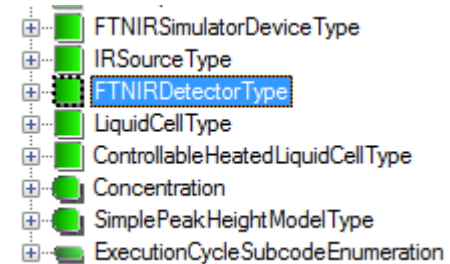 FTNIRSimulatorDeviceType
IRSourceType
FTNIRDetectorType
LiquidCellType
ControllableHeatedLiquidCellType
Concentration
SimplePeakHeightModelType
ExecutionCycleSubcodeEnumeration